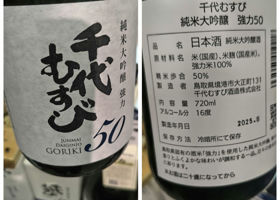 純米大吟醸 強力
千代むすび
50
JUNMAI
DAIGINJO
GORIKI
千代むすび
純米大吟醸 強力50
品目 日本酒 純米大吟醸酒
原材料名 米(国産)、米麹(国産米)、
強力米100%
精米歩合 50%
製造者 鳥取県境港市大正町131
千代むすび酒造株式会社
内容量 720ml
アルコール分 16度
製造年月 2025.8
保存方法 冷暗所にて保存